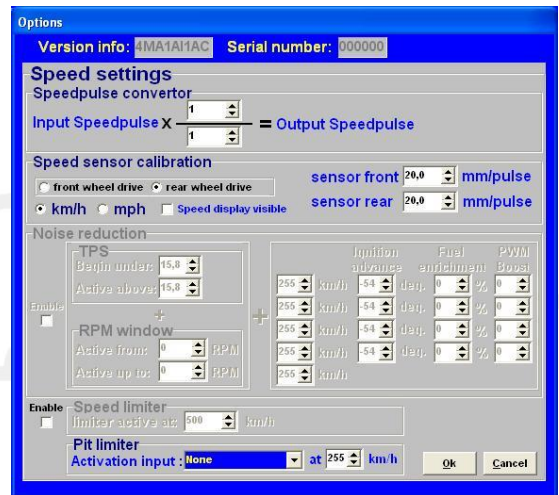 Options
Version info: 4MA1AI1AC Serial number: 000000
Speed settings
Speedpulse convertor
Input Speedpulse X 1 = Output Speedpulse
1
Speed sensor calibration
front wheel drive rear wheel drive
sensor front 20,0 mm/pulse
km/h mph Speed display visible
sensor rear 20,0 mm/pulse
Noise reduction
TPS
Begin under: 15,8
Active above: 15,8
Enable
+
RPM window
Active from: 0 RPM
Active up to: 0 RPM
+
Ignition advance Fuel enrichment PWM Boost
255 km/h -54 deg. 0 % 0
255 km/h -54 deg. 0 % 0
255 km/h -54 deg. 0 % 0
255 km/h -54 deg. 0 % 0
255 km/h
Enable
Speed limiter
limiter active at: 500 km/h
Pit limiter
Activation input : None at 255 km/h
Ok Cancel